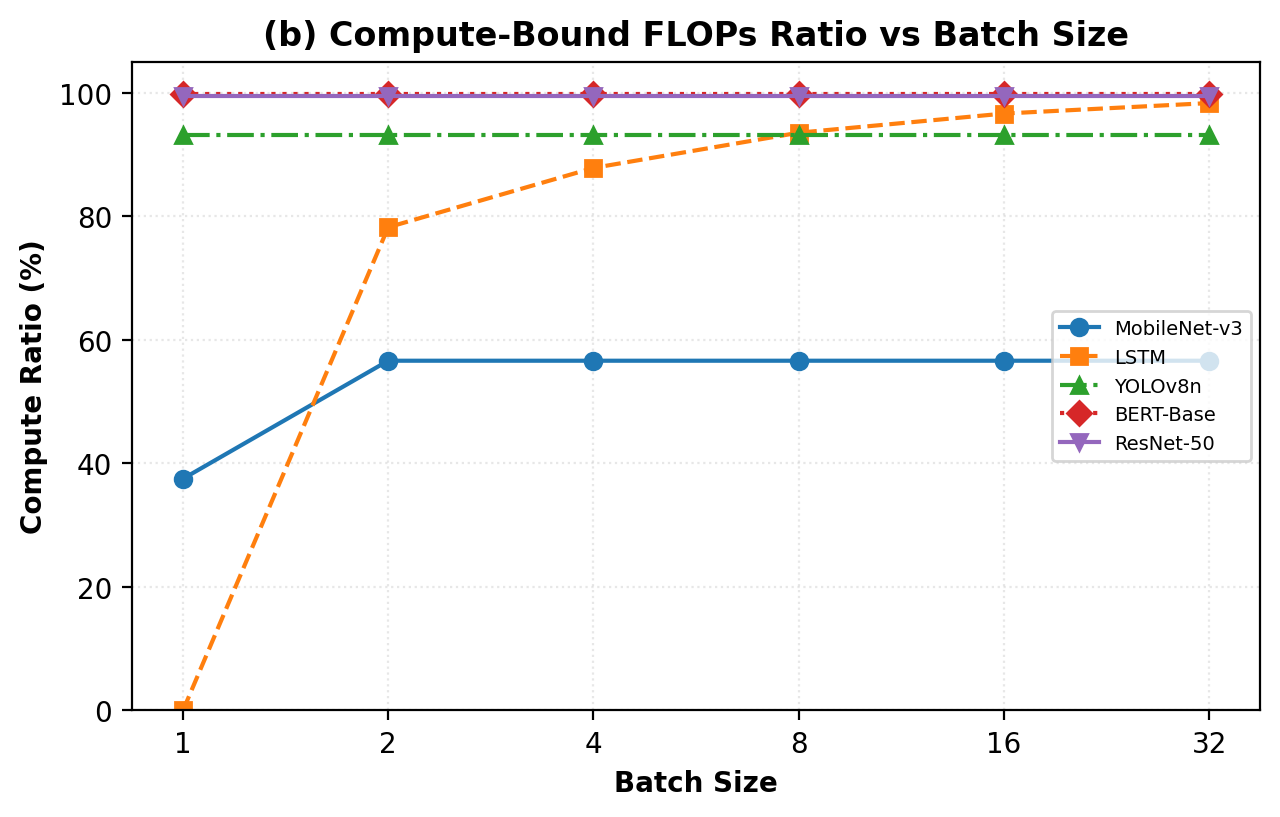 (b) Compute-Bound FLOPs Ratio vs Batch Size
Compute Ratio (%)
100
80
60
40
20
0
MobileNet-v3
LSTM
YOLOv8n
BERT-Base
ResNet-50
1 2 4 8 16 32
Batch Size